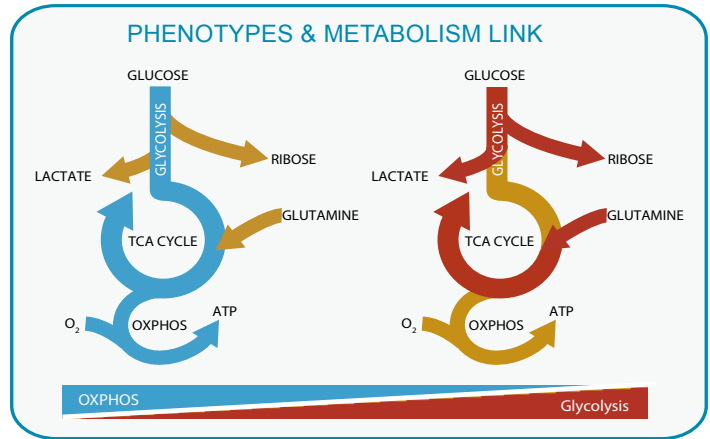 PHENOTYPES & METABOLISM LINK
GLUCOSE
GLYCOLYSIS
LACTATE
RIBOSE
GLUTAMINE
TCA CYCLE
O₂
OXPHOS
ATP
GLUCOSE
GLYCOLYSIS
LACTATE
RIBOSE
GLUTAMINE
TCA CYCLE
O₂
OXPHOS
ATP
OXPHOS
Glycolysis